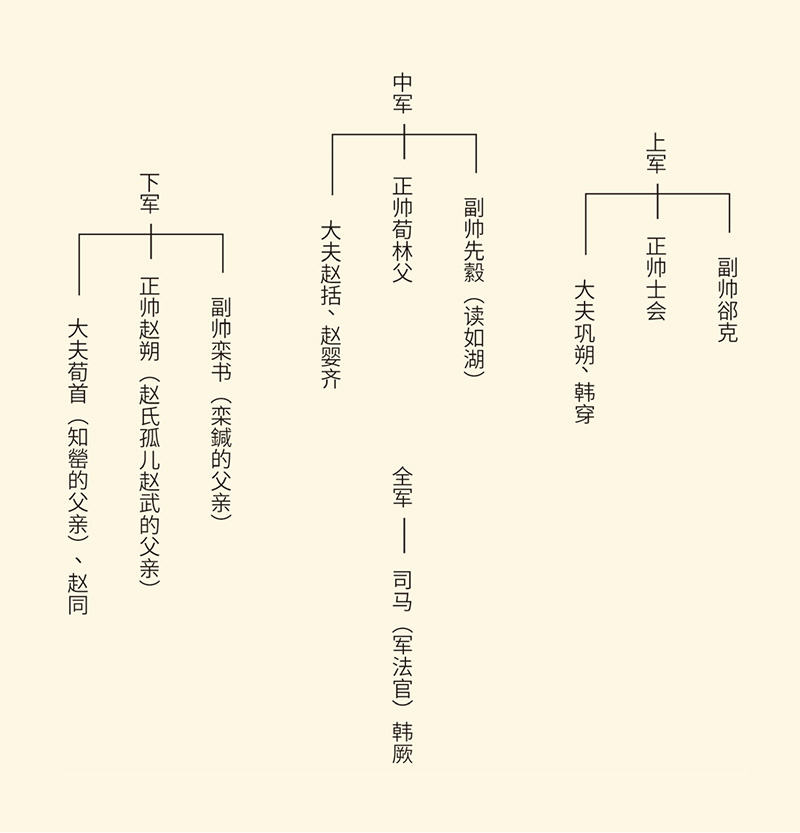 中军
副帅先縠（读如湖）
正帅荀林父
大夫赵括、赵婴齐
上军
副帅郤克
正帅士会
大夫巩朔、韩穿
下军
副帅栾书（栾鍼的父亲）
正帅赵朔（赵氏孤儿赵武的父亲）
大夫荀首（知罃的父亲）、赵同
全军
司马（军法官）韩厥